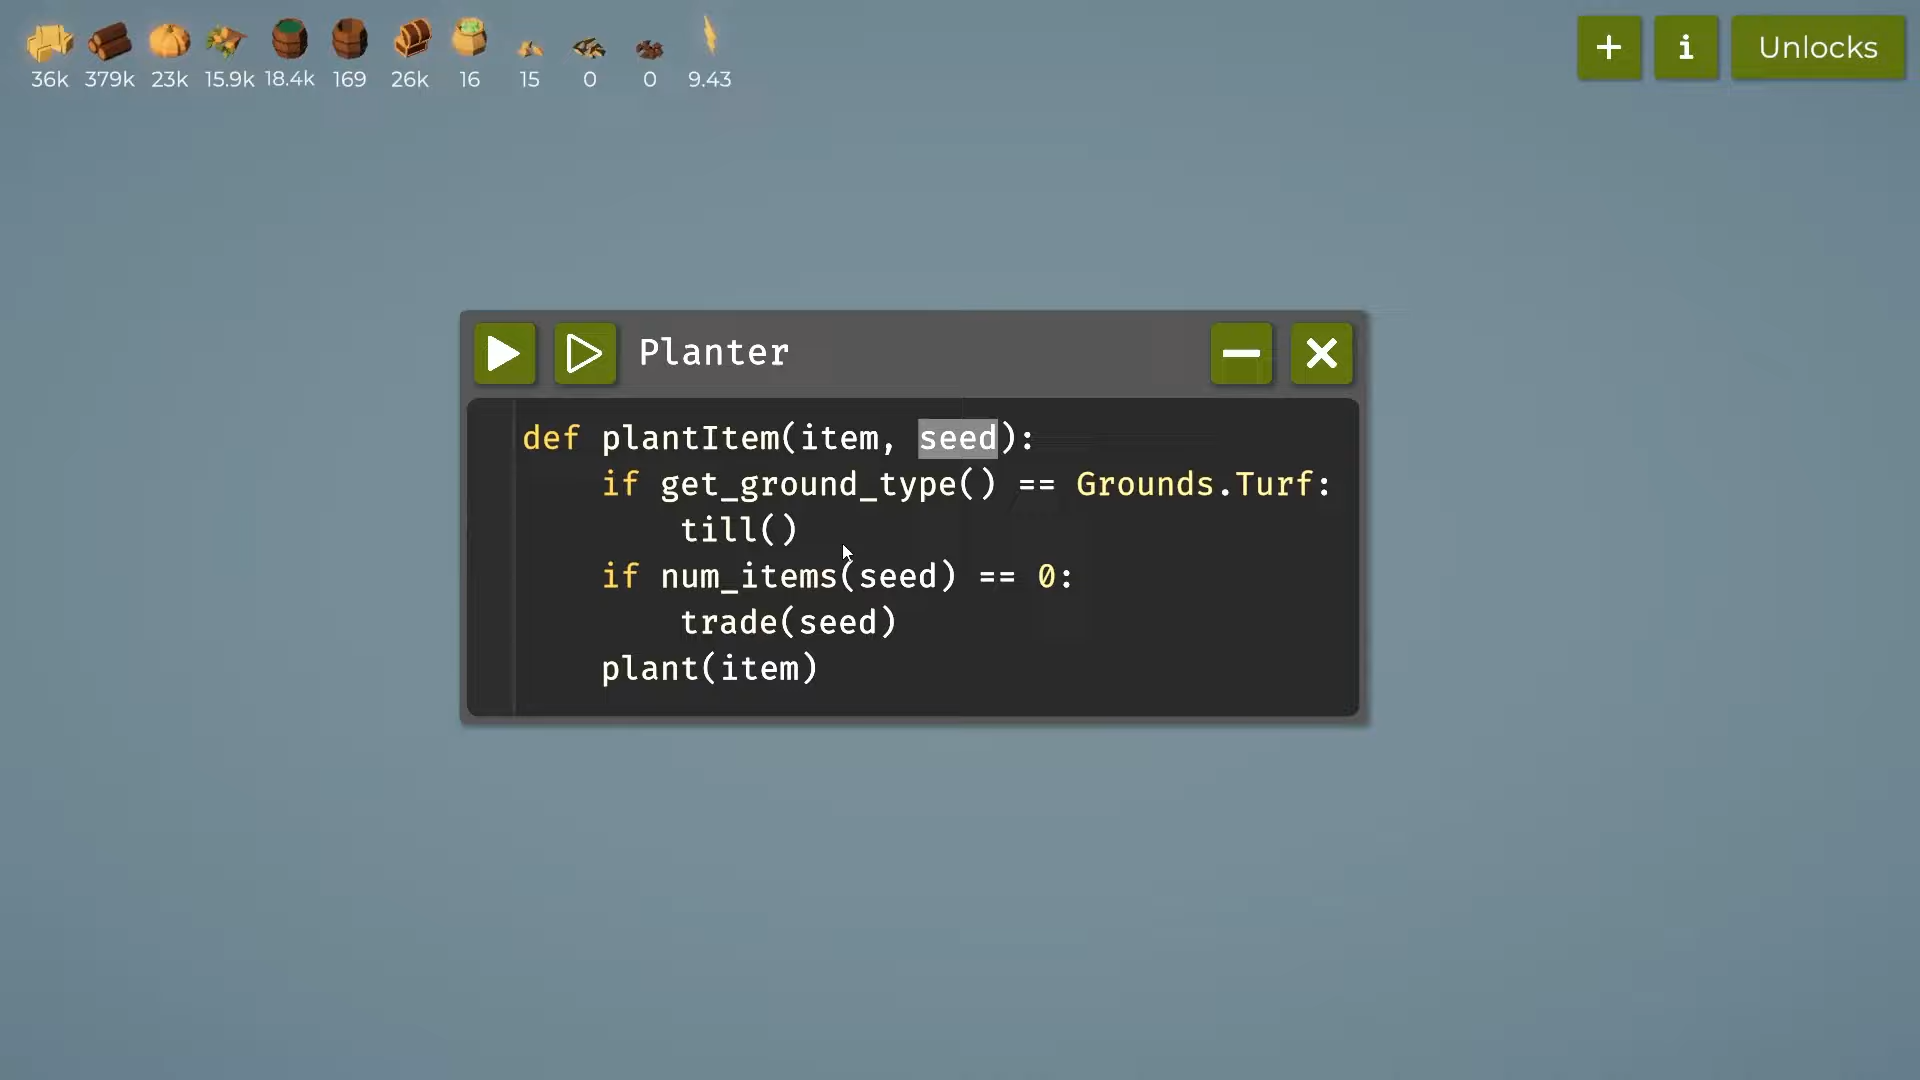 36k 379k 23k 15.9k 18.4k 169 26k 16 15 0 0 9.43
+ i Unlocks
Planter
def plantItem(item, seed):
    if get_ground_type() == Grounds.Turf:
        till()
    if num_items(seed) == 0:
        trade(seed)
    plant(item)